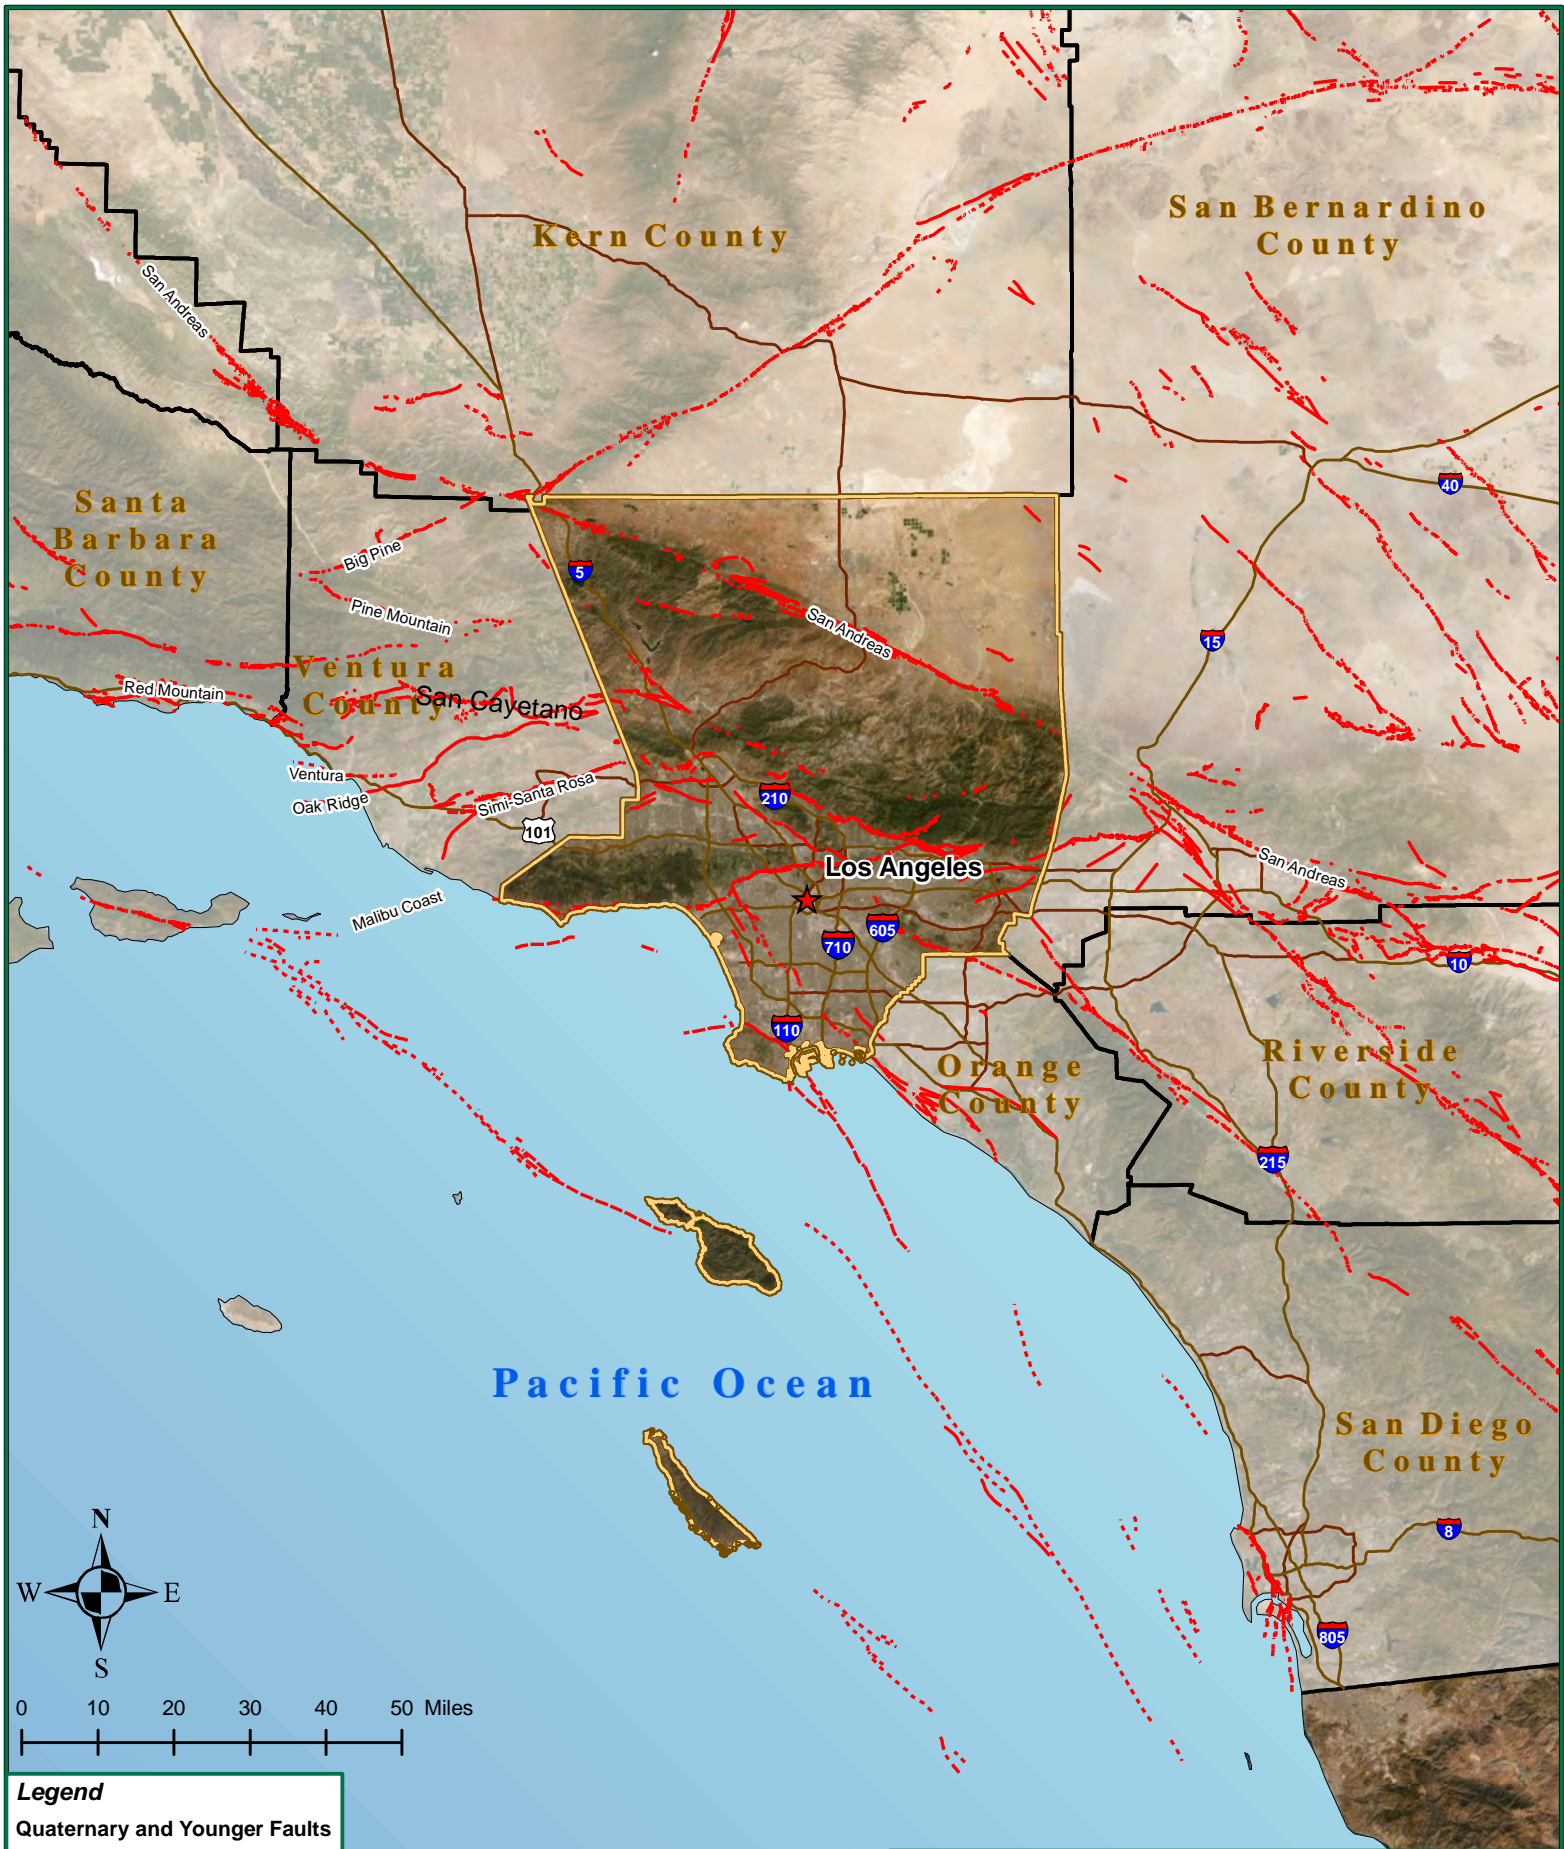 Kern County
San Bernardino
County
San Andreas
Santa
Barbara
County
40
Big Pine
5
Pine Mountain
San Andreas
15
Ventura
County
Red Mountain
San Cayetano
Ventura
Oak Ridge
Simi-Santa Rosa
210
101
Los Angeles
San Andreas
Malibu Coast
605
710
10
110
Orange
County
Riverside
County
215
Pacific Ocean
San Diego
County
8
805
N
W
E
S
0 10 20 30 40 50 Miles
Legend
Quaternary and Younger Faults